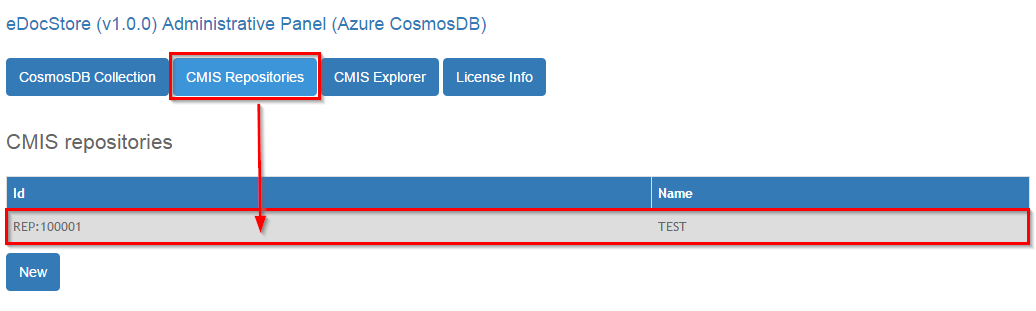 eDocStore (v1.0.0) Administrative Panel (Azure CosmosDB)
CosmosDB Collection CMIS Repositories CMIS Explorer License Info
CMIS repositories
Id Name
REP:100001 TEST
New